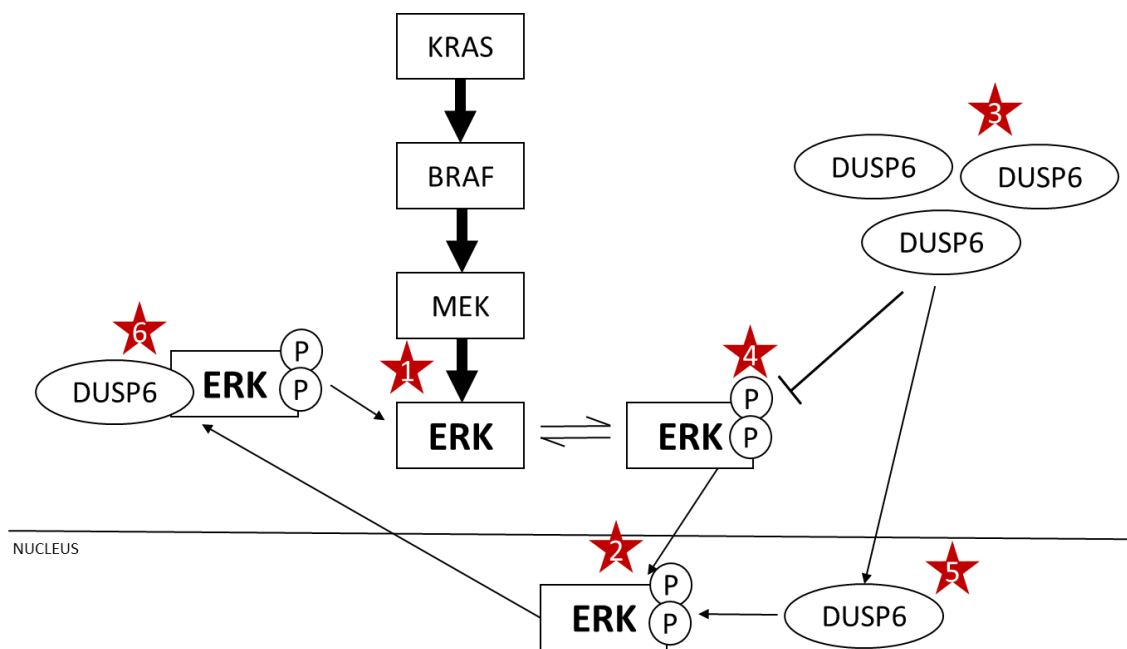 KRAS
3
BRAF
DUSP6
DUSP6
DUSP6
MEK
6
P
4
1
DUSP6
ERK
P
P
ERK
ERK
P
NUCLEUS
2
5
P
ERK
P
DUSP6